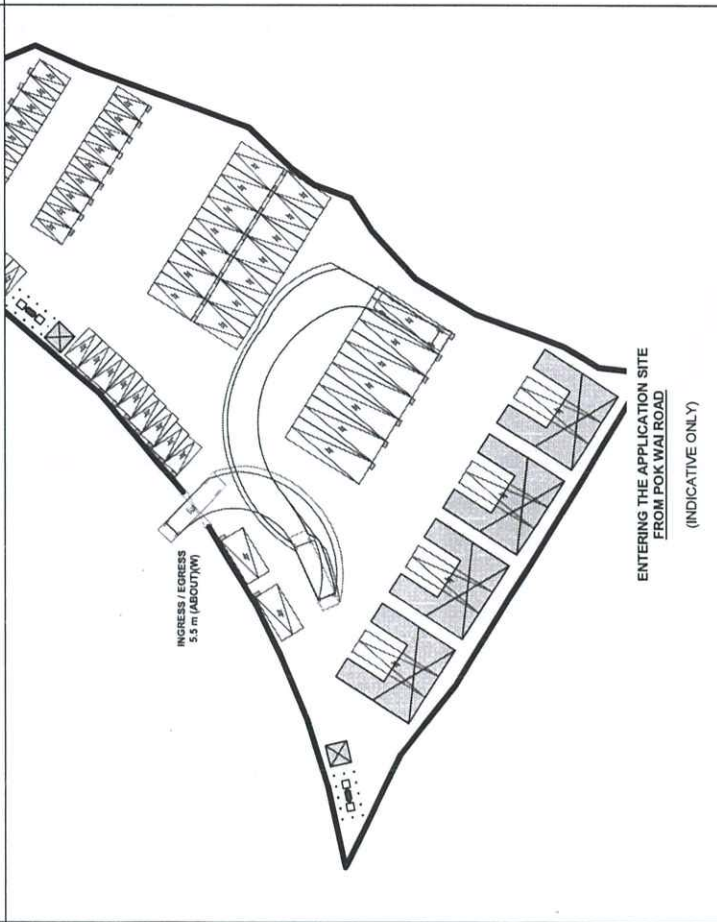 INGRESS / EGRESS
5.5 m (ABOUT)(W)
ENTERING THE APPLICATION SITE
FROM POK WAI ROAD
(INDICATIVE ONLY)